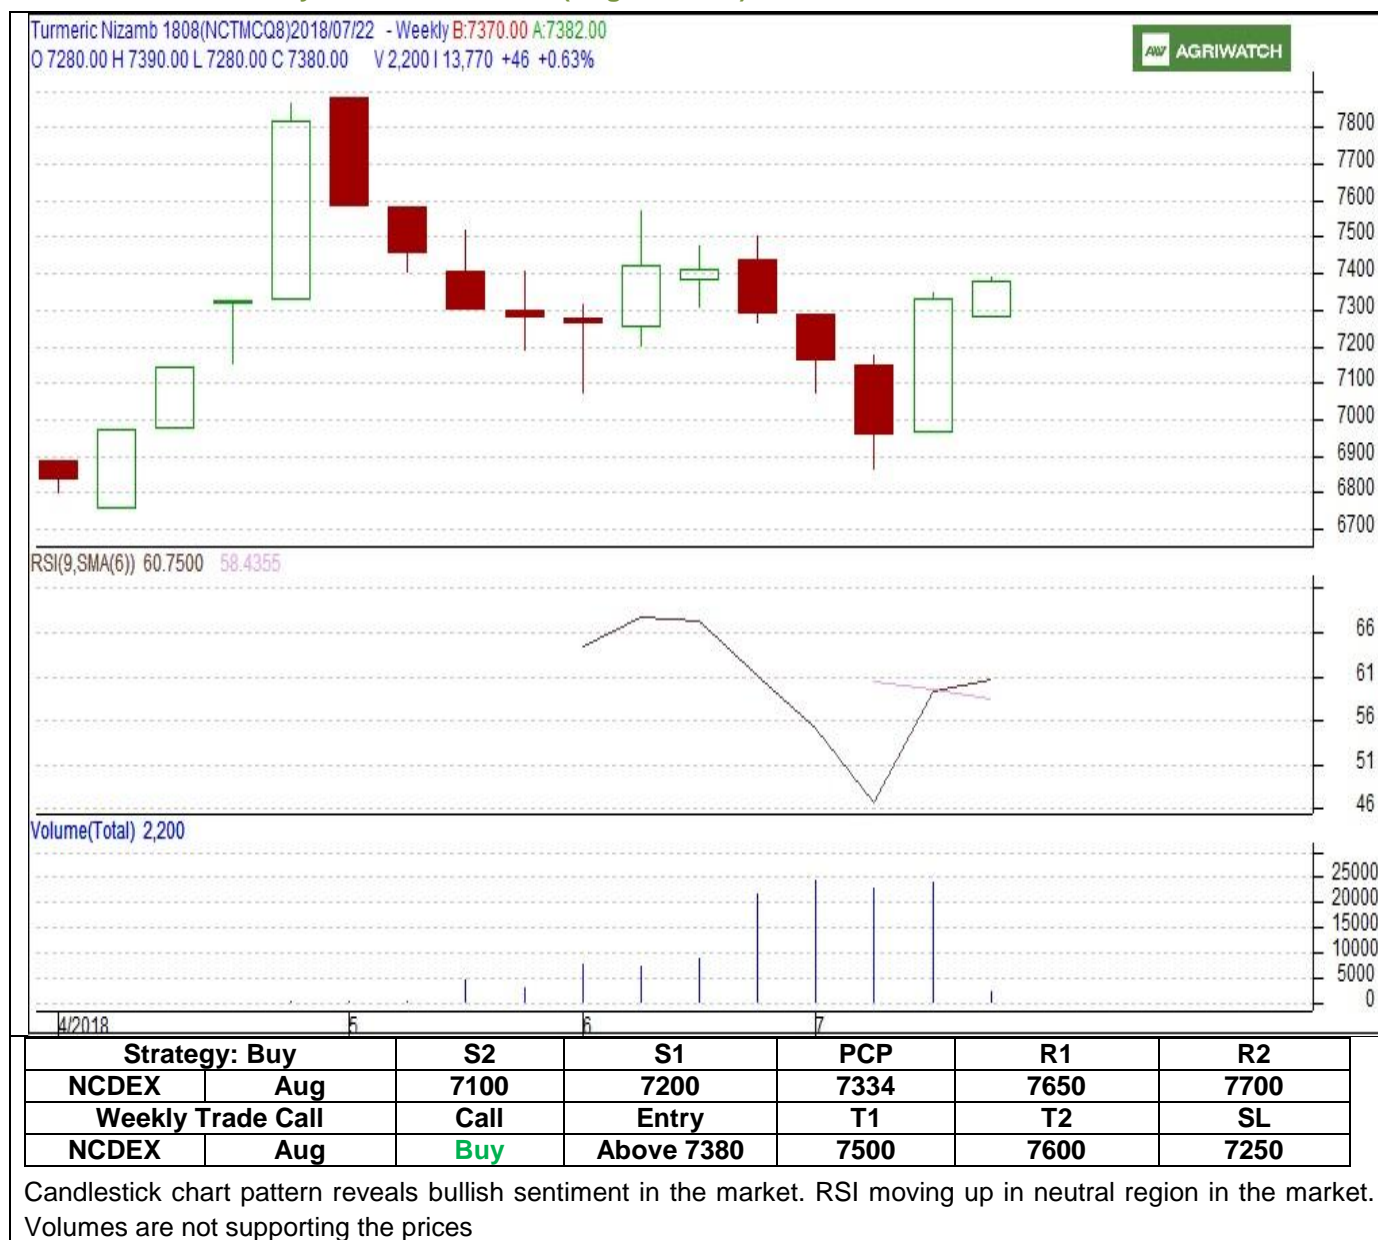 Turmeric Nizamb 1808(NCTMCQ8)2018/07/22 - Weekly B:7370.00 A:7382.00
O 7280.00 H 7390.00 L 7280.00 C 7380.00 V 2,200 I 13,770 +46 +0.63%
AW AGRIWATCH
7800
7700
7600
7500
7400
7300
7200
7100
7000
6900
6800
6700
RSI(9,SMA(6)) 60.7500 58.4355
66
61
56
51
46
Volume(Total) 2,200
25000
20000
15000
10000
5000
0
4/2018 5 6 7
Strategy: Buy S2 S1 PCP R1 R2
NCDEX Aug 7100 7200 7334 7650 7700
Weekly Trade Call Call Entry T1 T2 SL
NCDEX Aug Buy Above 7380 7500 7600 7250
Candlestick chart pattern reveals bullish sentiment in the market. RSI moving up in neutral region in the market.
Volumes are not supporting the prices